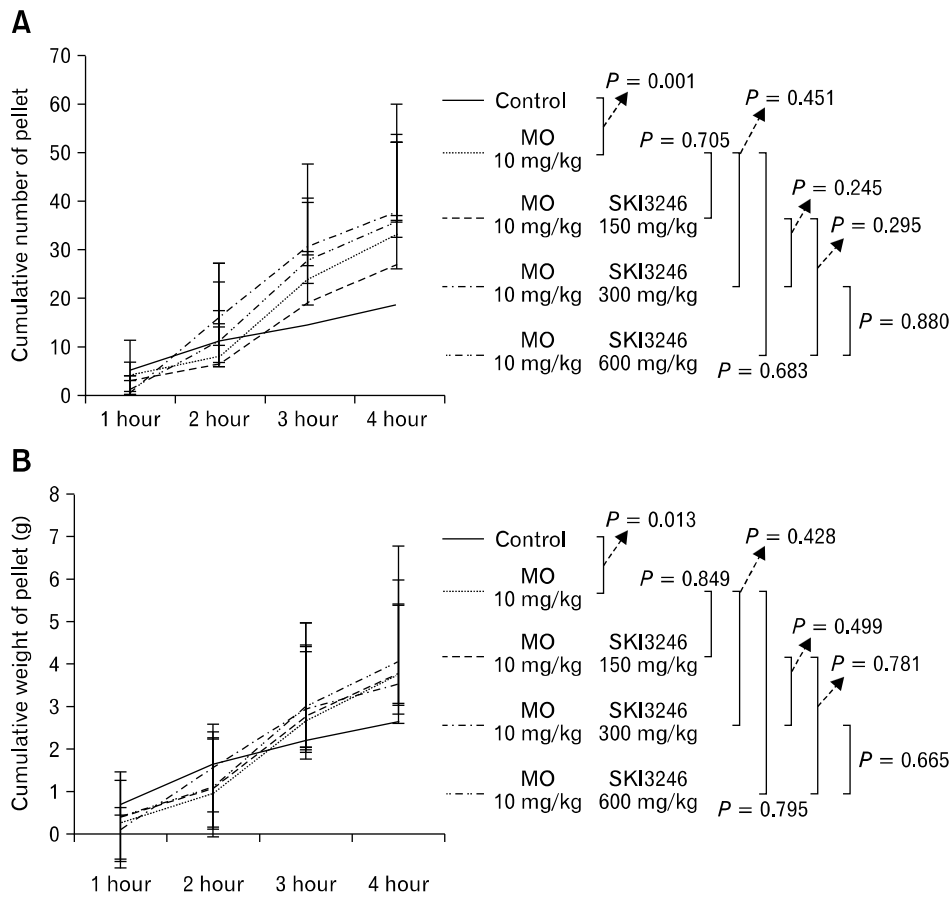 A
Cumulative number of pellet
70
60
50
40
30
20
10
0
1 hour 2 hour 3 hour 4 hour
Control
MO
10 mg/kg
MO SKI3246
10 mg/kg 150 mg/kg
MO SKI3246
10 mg/kg 300 mg/kg
MO SKI3246
10 mg/kg 600 mg/kg
P = 0.001
P = 0.451
P = 0.705
P = 0.245
P = 0.295
P = 0.880
P = 0.683
B
Cumulative weight of pellet (g)
8
7
6
5
4
3
2
1
0
1 hour 2 hour 3 hour 4 hour
Control
MO
10 mg/kg
MO SKI3246
10 mg/kg 150 mg/kg
MO SKI3246
10 mg/kg 300 mg/kg
MO SKI3246
10 mg/kg 600 mg/kg
P = 0.013
P = 0.428
P = 0.849
P = 0.499
P = 0.781
P = 0.665
P = 0.795